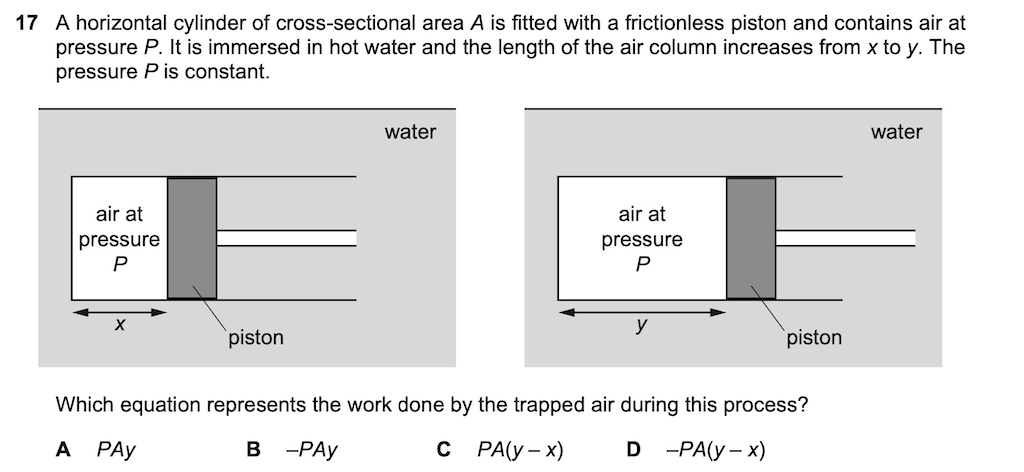 17 A horizontal cylinder of cross-sectional area A is fitted with a frictionless piston and contains air at
pressure P. It is immersed in hot water and the length of the air column increases from x to y. The
pressure P is constant.
water
air at
pressure
P
x
piston
water
air at
pressure
P
y
piston
Which equation represents the work done by the trapped air during this process?
A PAy B –PAy C PA(y – x) D –PA(y – x)